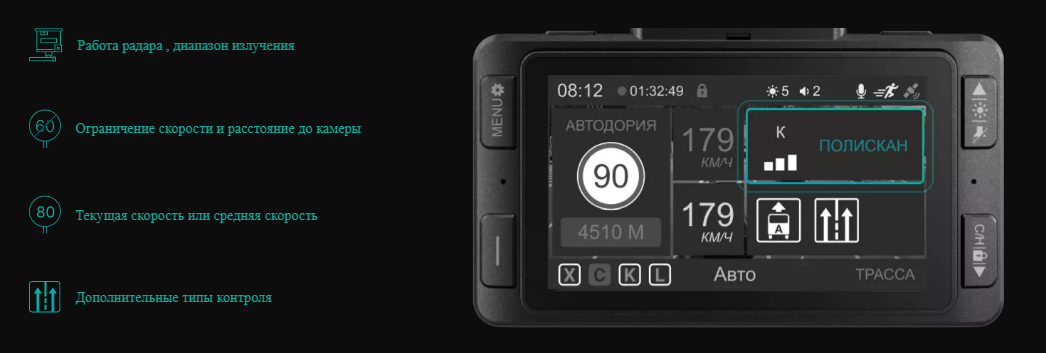 Работа радара , диапазон излучения
60
Ограничение скорости и расстояние до камеры
80
Текущая скорость или средняя скорость
Дополнительные типы контроля
MENU
08:12 01:32:49 5 2
АВТОДОРИЯ
90
4510 М
179
КМ/Ч
179
КМ/Ч
К
ПОЛИСКАН
А
X C K L
Авто
ТРАССА
С/Н